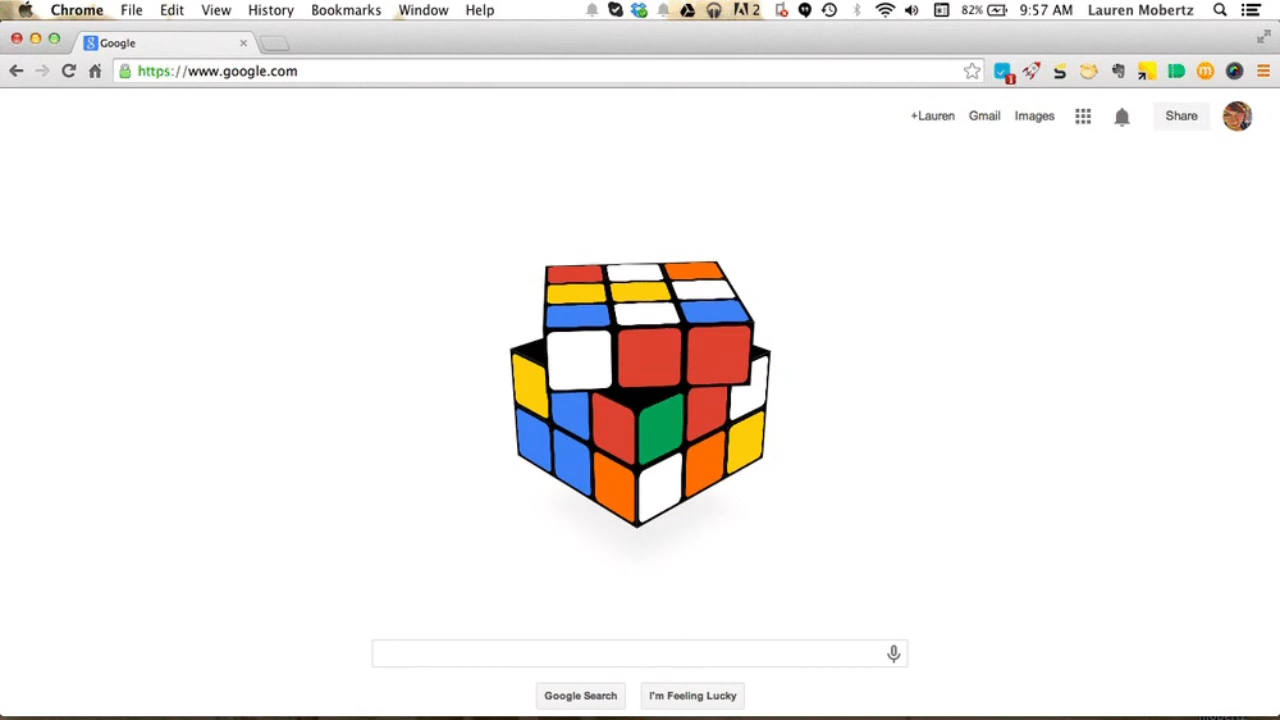 Chrome File Edit View History Bookmarks Window Help 2 82% 9:57 AM Lauren Mobertz
Google
https://www.google.com
+Lauren Gmail Images Share
Google Search I'm Feeling Lucky